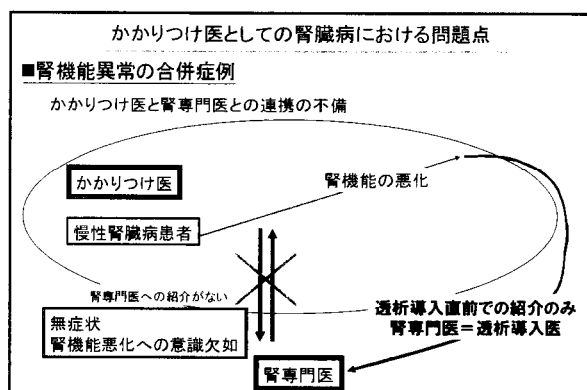 かかりつけ医としての腎臓病における問題点
■腎機能異常の合併症例
かかりつけ医と腎専門医との連携の不備
かかりつけ医
腎機能の悪化
慢性腎臓病患者
腎専門医への紹介がない
無症状
腎機能悪化への意識欠如
透析導入直前での紹介のみ
腎専門医＝透析導入医
腎専門医